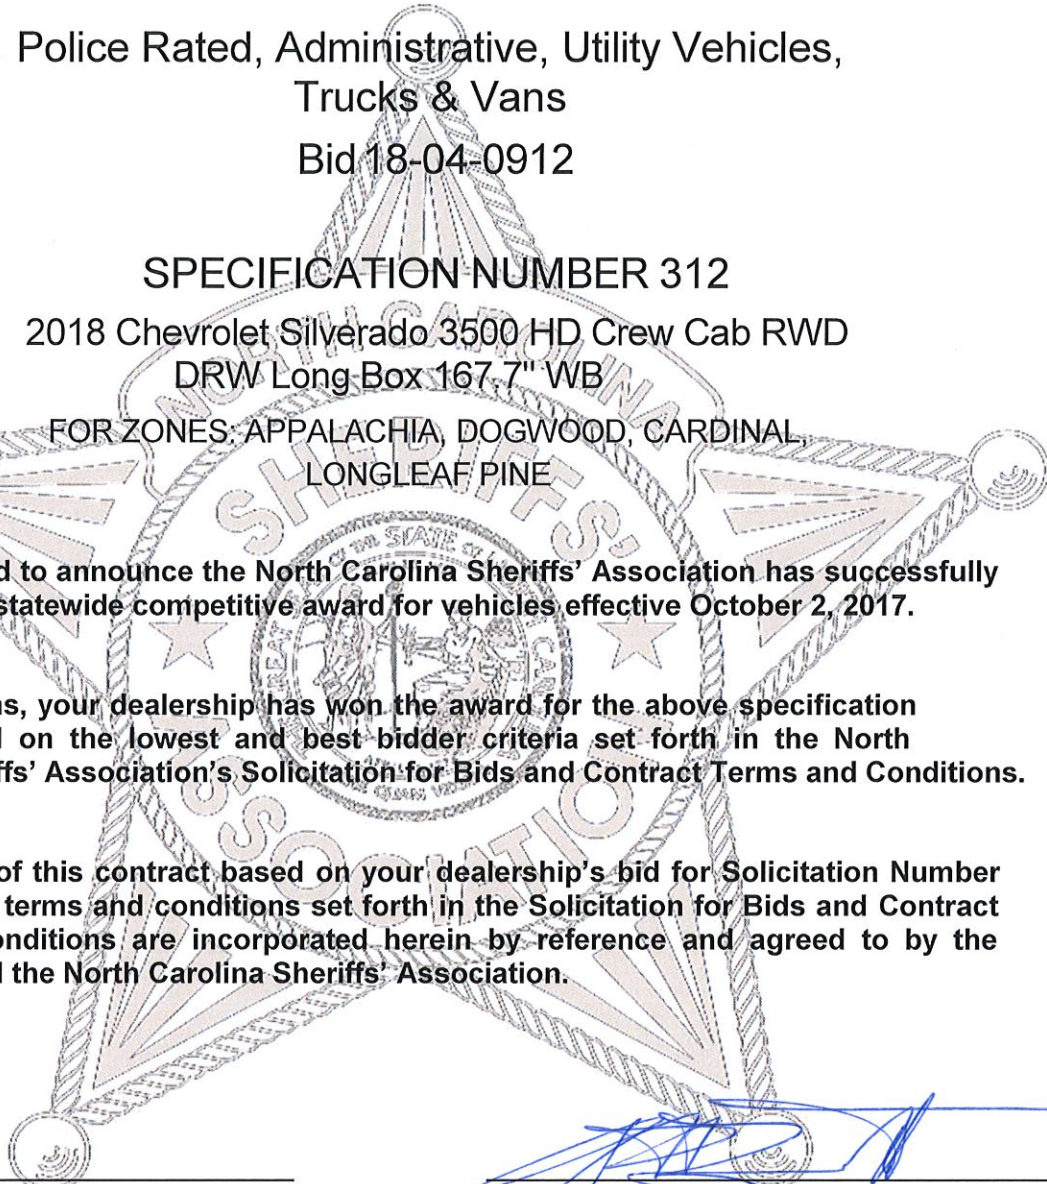 Police Rated, Administrative, Utility Vehicles,
Trucks & Vans
Bid 18-04-0912
SPECIFICATION NUMBER 312
2018 Chevrolet Silverado 3500 HD Crew Cab RWD
DRW Long Box 167.7" WB
FOR ZONES: APPALACHIA, DOGWOOD, CARDINAL,
LONGLEAF PINE
NORTH CAROLINA
SHERIFFS'
ASSOCIATION
to announce the North Carolina Sheriffs' Association has successfully
statewide competitive award for vehicles effective October 2, 2017.
your dealership has won the award for the above specification
on the lowest and best bidder criteria set forth in the North
Association's Solicitation for Bids and Contract Terms and Conditions.
of this contract based on your dealership's bid for Solicitation Number
terms and conditions set forth in the Solicitation for Bids and Contract
are incorporated herein by reference and agreed to by the
the North Carolina Sheriffs' Association.